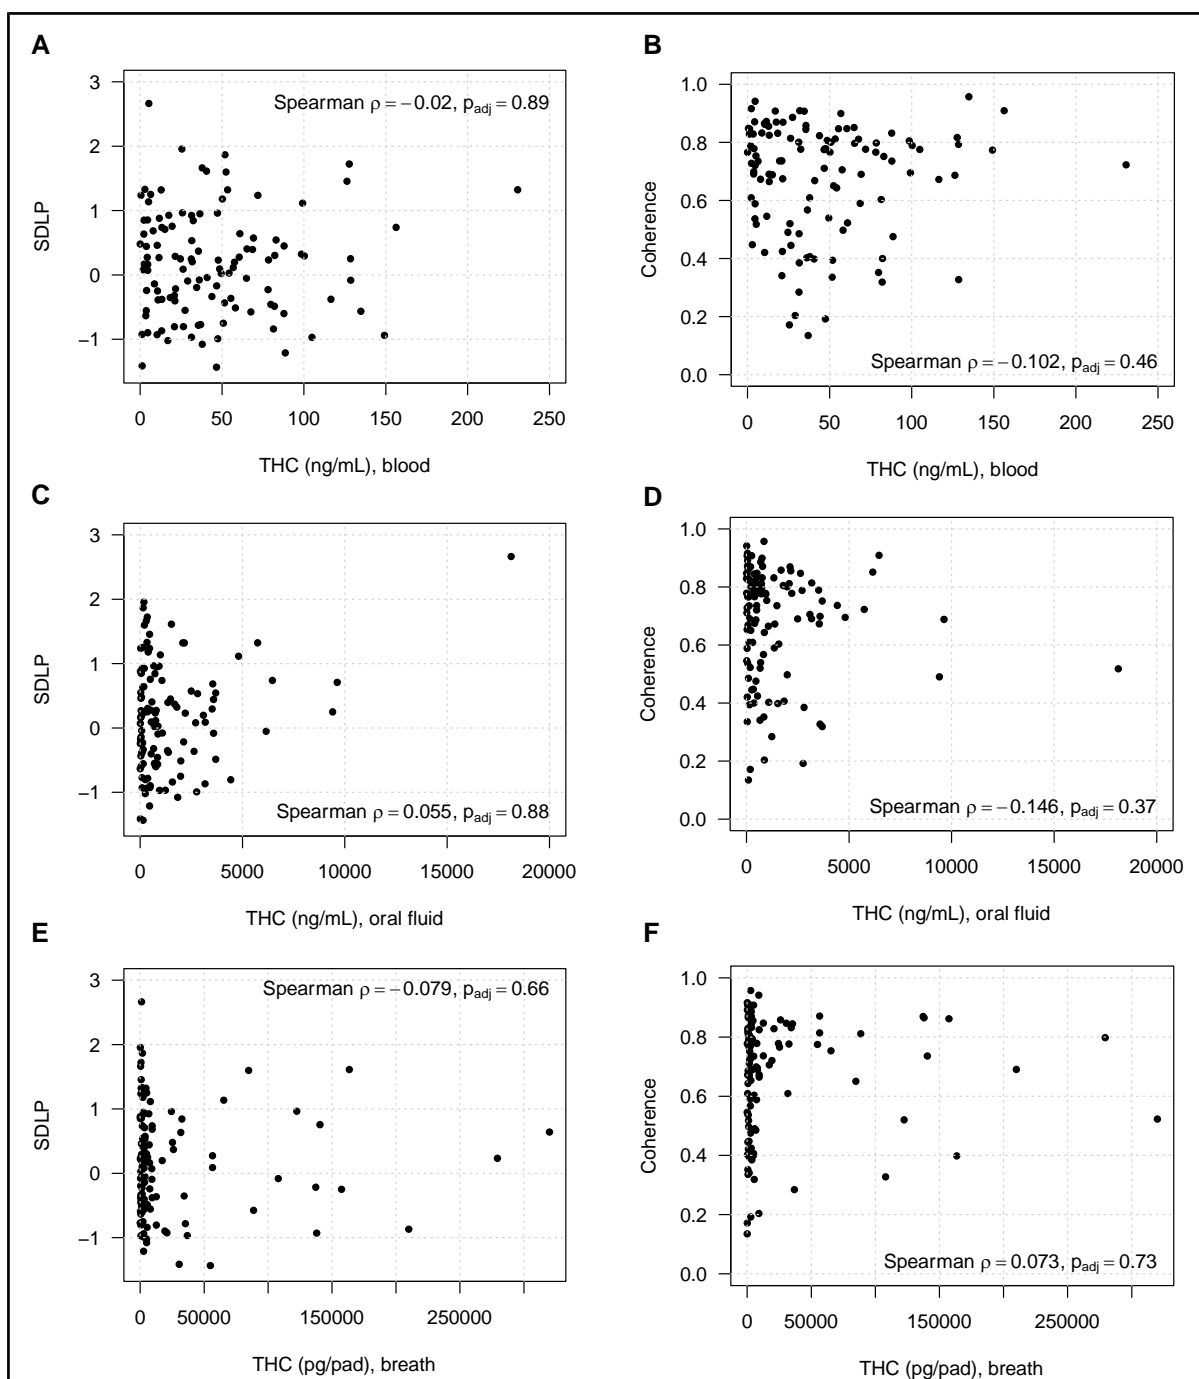 A
Spearman ρ = −0.02, padj = 0.89
SDLP
3
2
1
0
−1
0 50 100 150 200 250
THC (ng/mL), blood
B
Coherence
1.0
0.8
0.6
0.4
0.2
0.0
Spearman ρ = −0.102, padj = 0.46
0 50 100 150 200 250
THC (ng/mL), blood
C
SDLP
3
2
1
0
−1
Spearman ρ = 0.055, padj = 0.88
0 5000 10000 15000 20000
THC (ng/mL), oral fluid
D
Coherence
1.0
0.8
0.6
0.4
0.2
0.0
Spearman ρ = −0.146, padj = 0.37
0 5000 10000 15000 20000
THC (ng/mL), oral fluid
E
Spearman ρ = −0.079, padj = 0.66
SDLP
3
2
1
0
−1
0 50000 150000 250000
THC (pg/pad), breath
F
Coherence
1.0
0.8
0.6
0.4
0.2
0.0
Spearman ρ = 0.073, padj = 0.73
0 50000 150000 250000
THC (pg/pad), breath